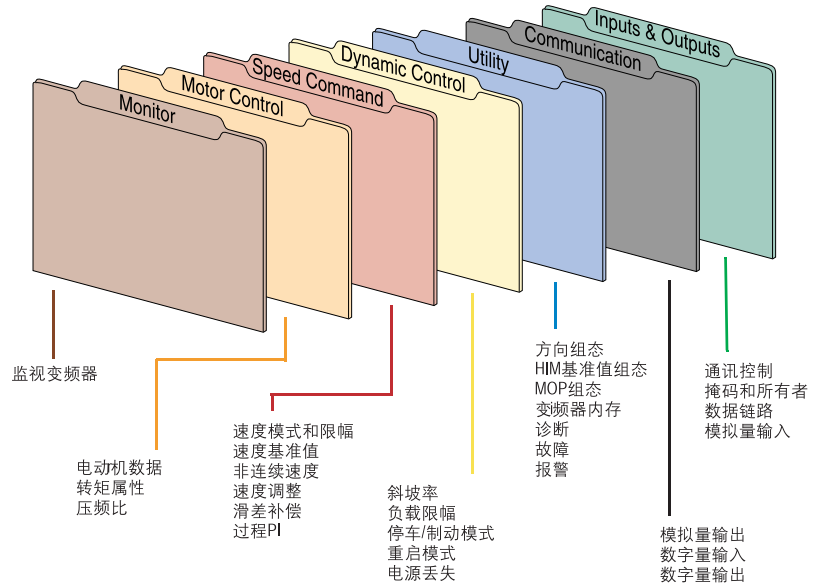 Monitor
Motor Control
Speed Command
Dynamic Control
Utility
Communication
Inputs & Outputs
监视变频器
电动机数据
转矩属性
压频比
速度模式和限幅
速度基准值
非连续速度
速度调整
滑差补偿
过程PI
斜坡率
负载限幅
停车/制动模式
重启模式
电源丢失
方向组态
HIM基准值组态
MOP组态
变频器内存
诊断
故障
报警
模拟量输出
数字量输入
数字量输出
通讯控制
掩码和所有者
数据链路
模拟量输入